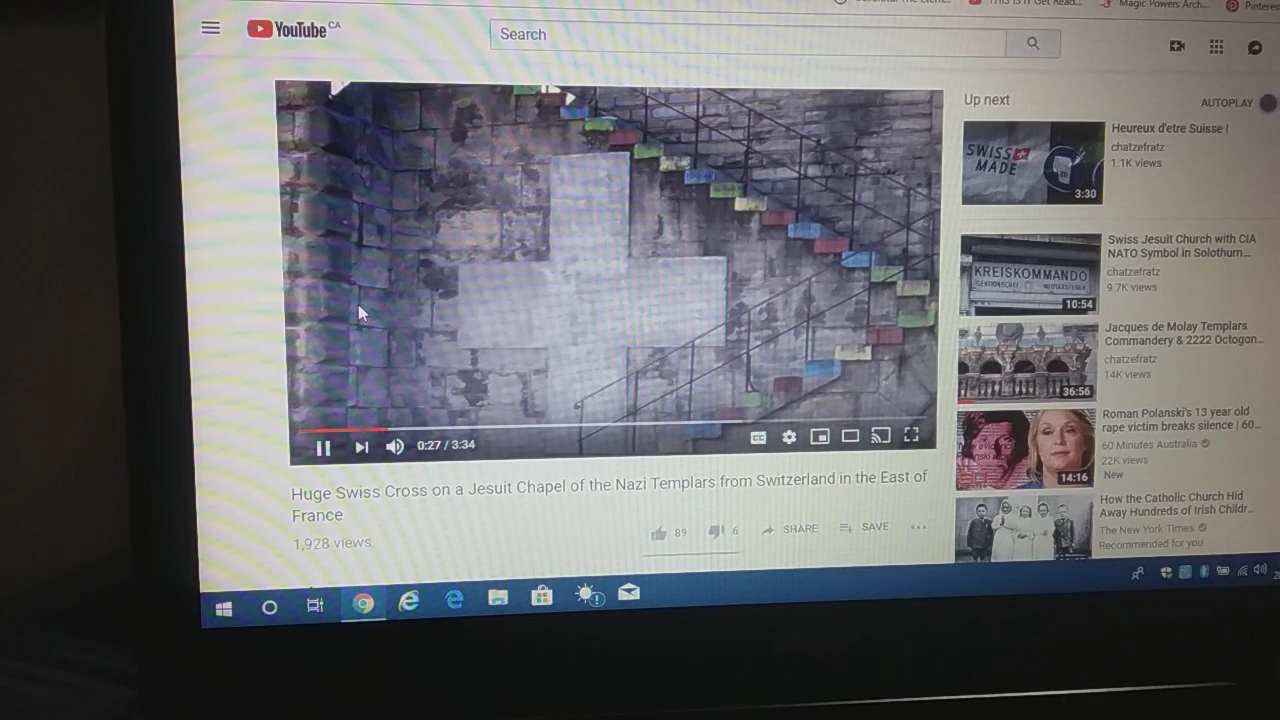 Magic Powers Arch...
YouTube CA
Search
Up next
AUTOPLAY
SWISS
MADE
3:30
Heureux d'etre Suisse !
chatzefratz
1.1K views
KREISKOMMANDO
10:54
Swiss Jesuit Church with CIA
NATO Symbol in Solothurn...
chatzefratz
9.7K views
36:56
Jacques de Molay Templars
Commandery & 2222 Octogon...
chatzefratz
14K views
14:16
Roman Polanski's 13 year old
rape victim breaks silence | 60...
60 Minutes Australia
22K views
New
How the Catholic Church Hid
Away Hundreds of Irish Childr...
The New York Times
Recommended for you
0:27 / 3:34
CC
Huge Swiss Cross on a Jesuit Chapel of the Nazi Templars from Switzerland in the East of
France
1,928 views
89
6
SHARE
SAVE